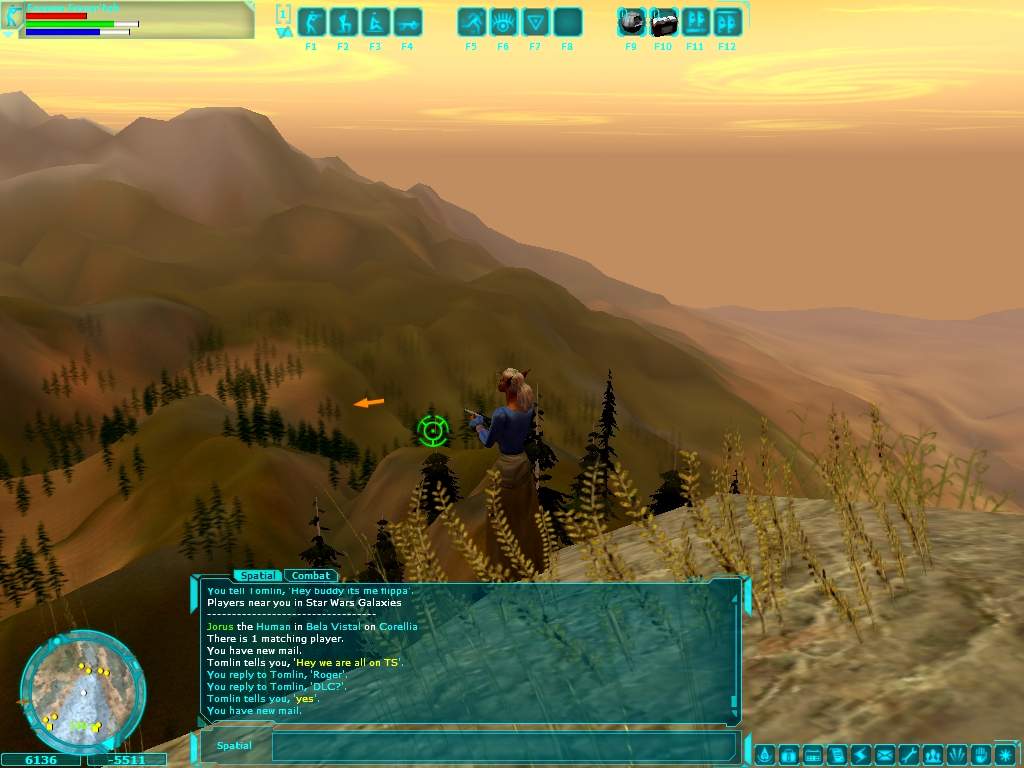 1
F1 F2 F3 F4 F5 F6 F7 F8 F9 F10 F11 F12
Spatial Combat
You tell Tomlin, 'Hey buddy its me flippa'.
Players near you in Star Wars Galaxies
Jorus the Human in Bela Vistal on Corellia
There is 1 matching player.
You have new mail.
Tomlin tells you, 'Hey we are all on TS'.
You reply to Tomlin, 'Roger'.
You reply to Tomlin, 'DLC?'.
Tomlin tells you, 'yes'.
You have new mail.
Spatial
6136 -5511